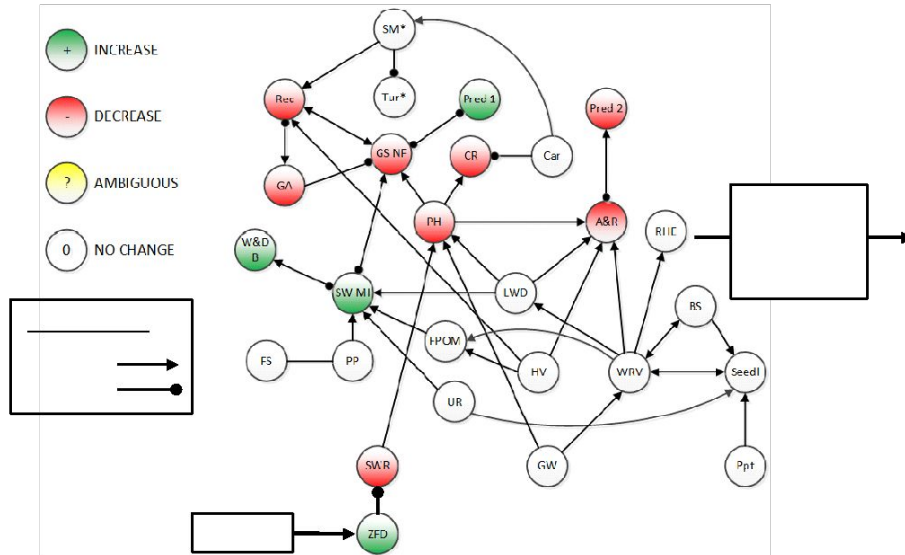 SM*
+ INCREASE
Rec
Tur*
Pred 1
- DECREASE
Pred 2
GS NF
CR
Car
? AMBIGUOUS
GA
PH
A&R
RHE
0 NO CHANGE
W&D
B
SW MI
LWD
BS
FPOM
FS
PP
HV
WRV
Seedl
UR
SWR
GW
Ppt
ZFD